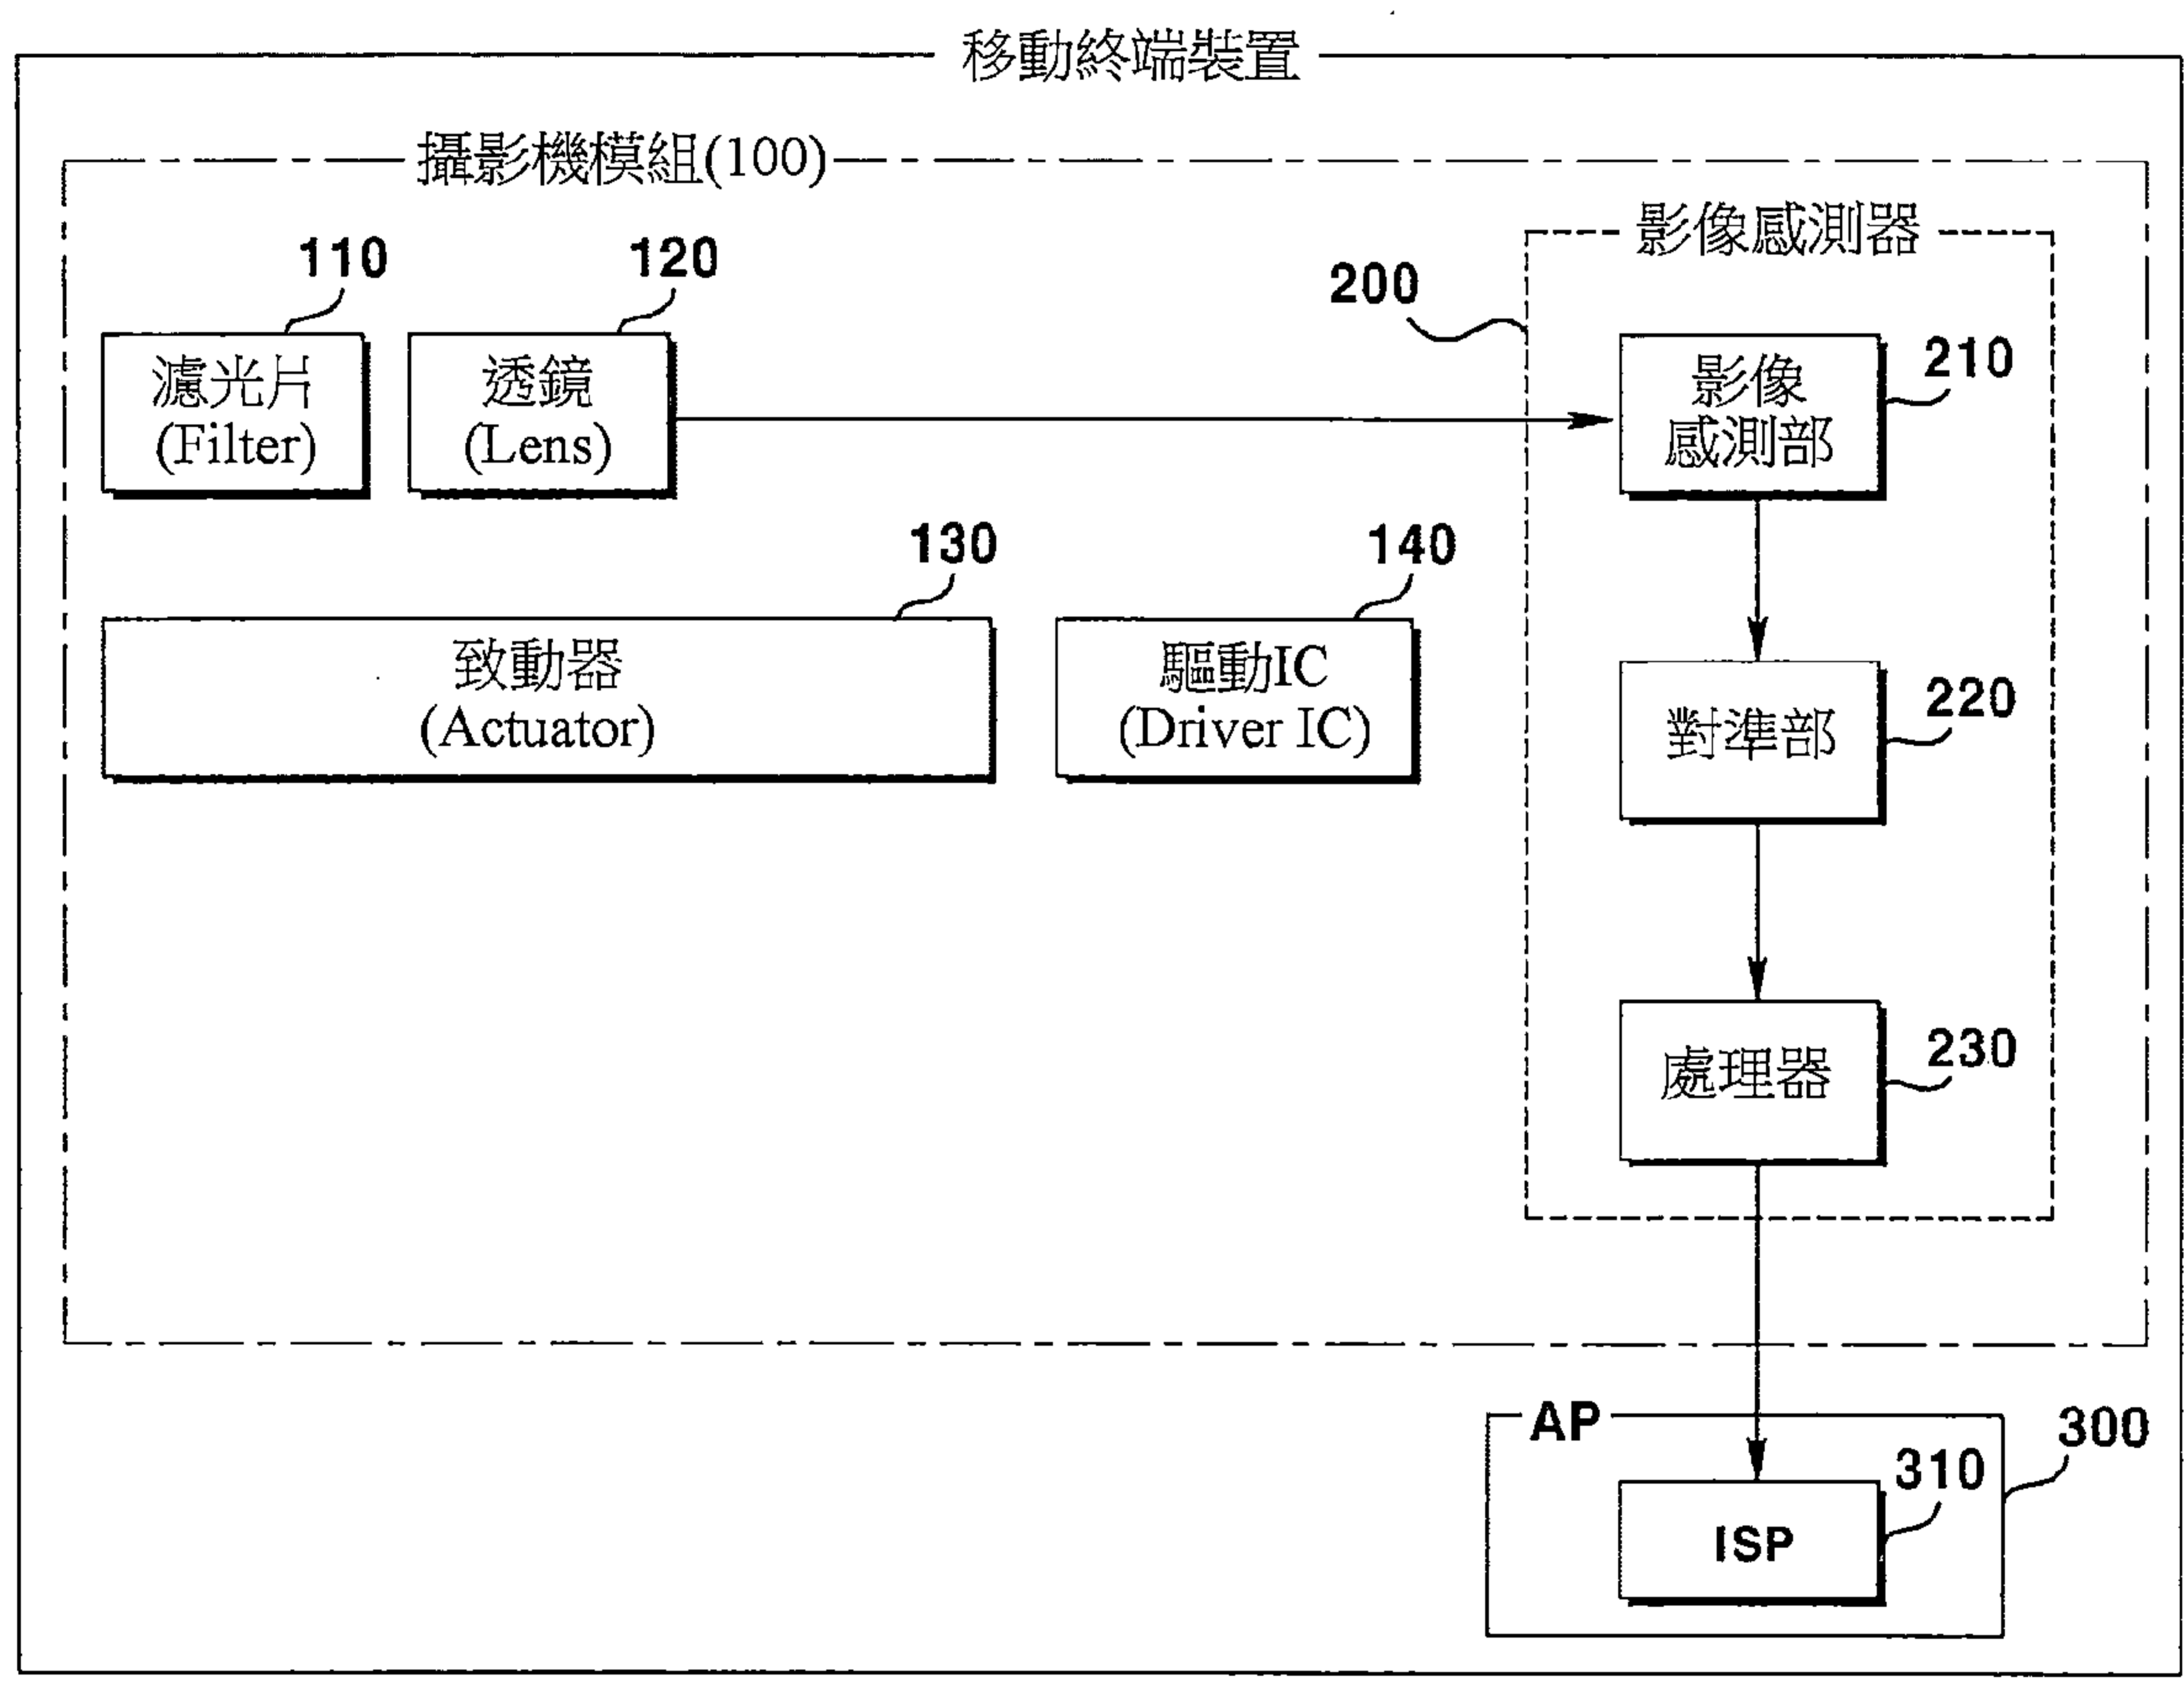 移動終端裝置
攝影機模組(100)
影像感測器
110
120
200
濾光片
(Filter)
透鏡
(Lens)
影像
感測部
210
130
140
致動器
(Actuator)
驅動IC
(Driver IC)
對準部
220
處理器
230
AP
300
310
ISP